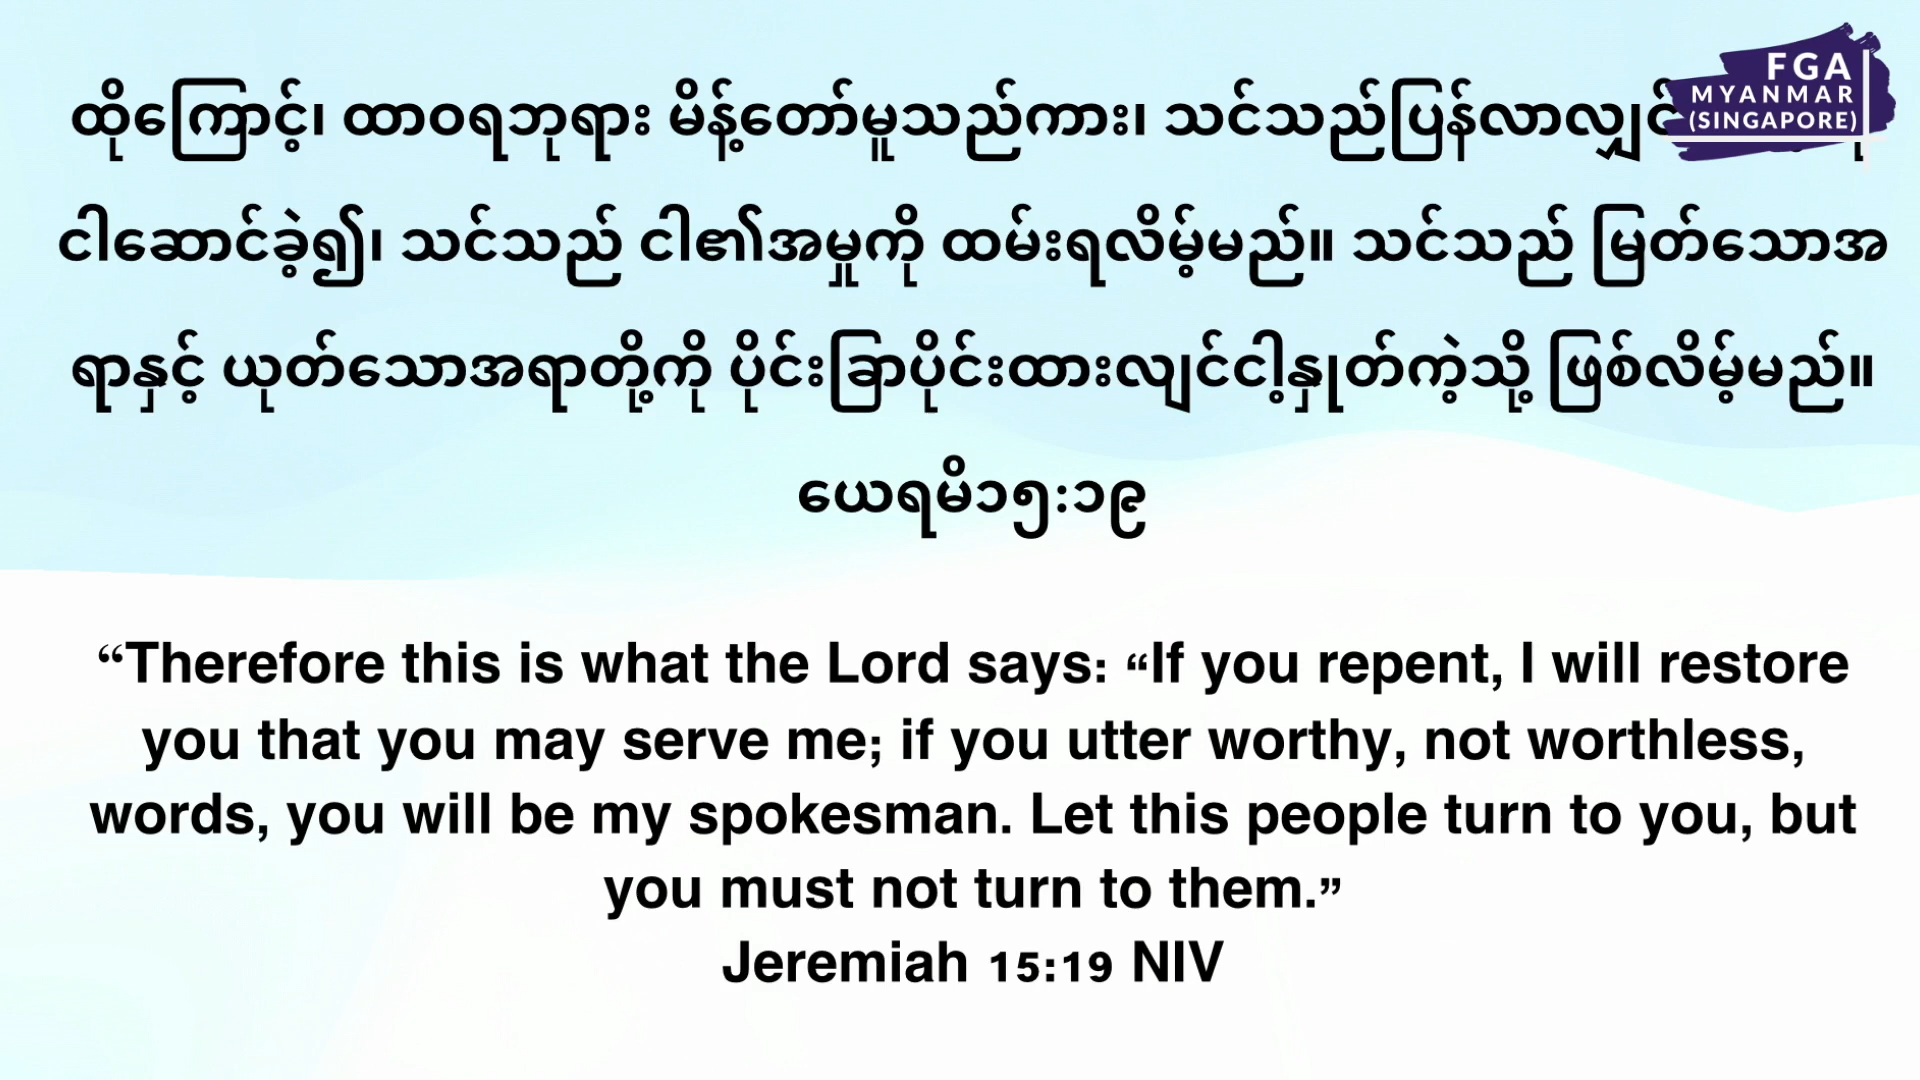 ထိုကြောင့်၊ ထာဝရဘုရား မိန့်တော်မူသည်ကား၊ သင်သည်ပြန်လာလျှင်
FGA
MYANMAR
(SINGAPORE)
ငါဆောင်ခဲ့၍၊ သင်သည် ငါ၏အမှုကို ထမ်းရလိမ့်မည်။ သင်သည် မြတ်သောအ
ရာနှင့် ယုတ်သောအရာတို့ကို ပိုင်းခြာပိုင်းထားလျင်ငါ့နှုတ်ကဲ့သို့ ဖြစ်လိမ့်မည်။
ယေရမိ၁၅:၁၉
“Therefore this is what the Lord says: “If you repent, I will restore
you that you may serve me; if you utter worthy, not worthless,
words, you will be my spokesman. Let this people turn to you, but
you must not turn to them.”
Jeremiah 15:19 NIV